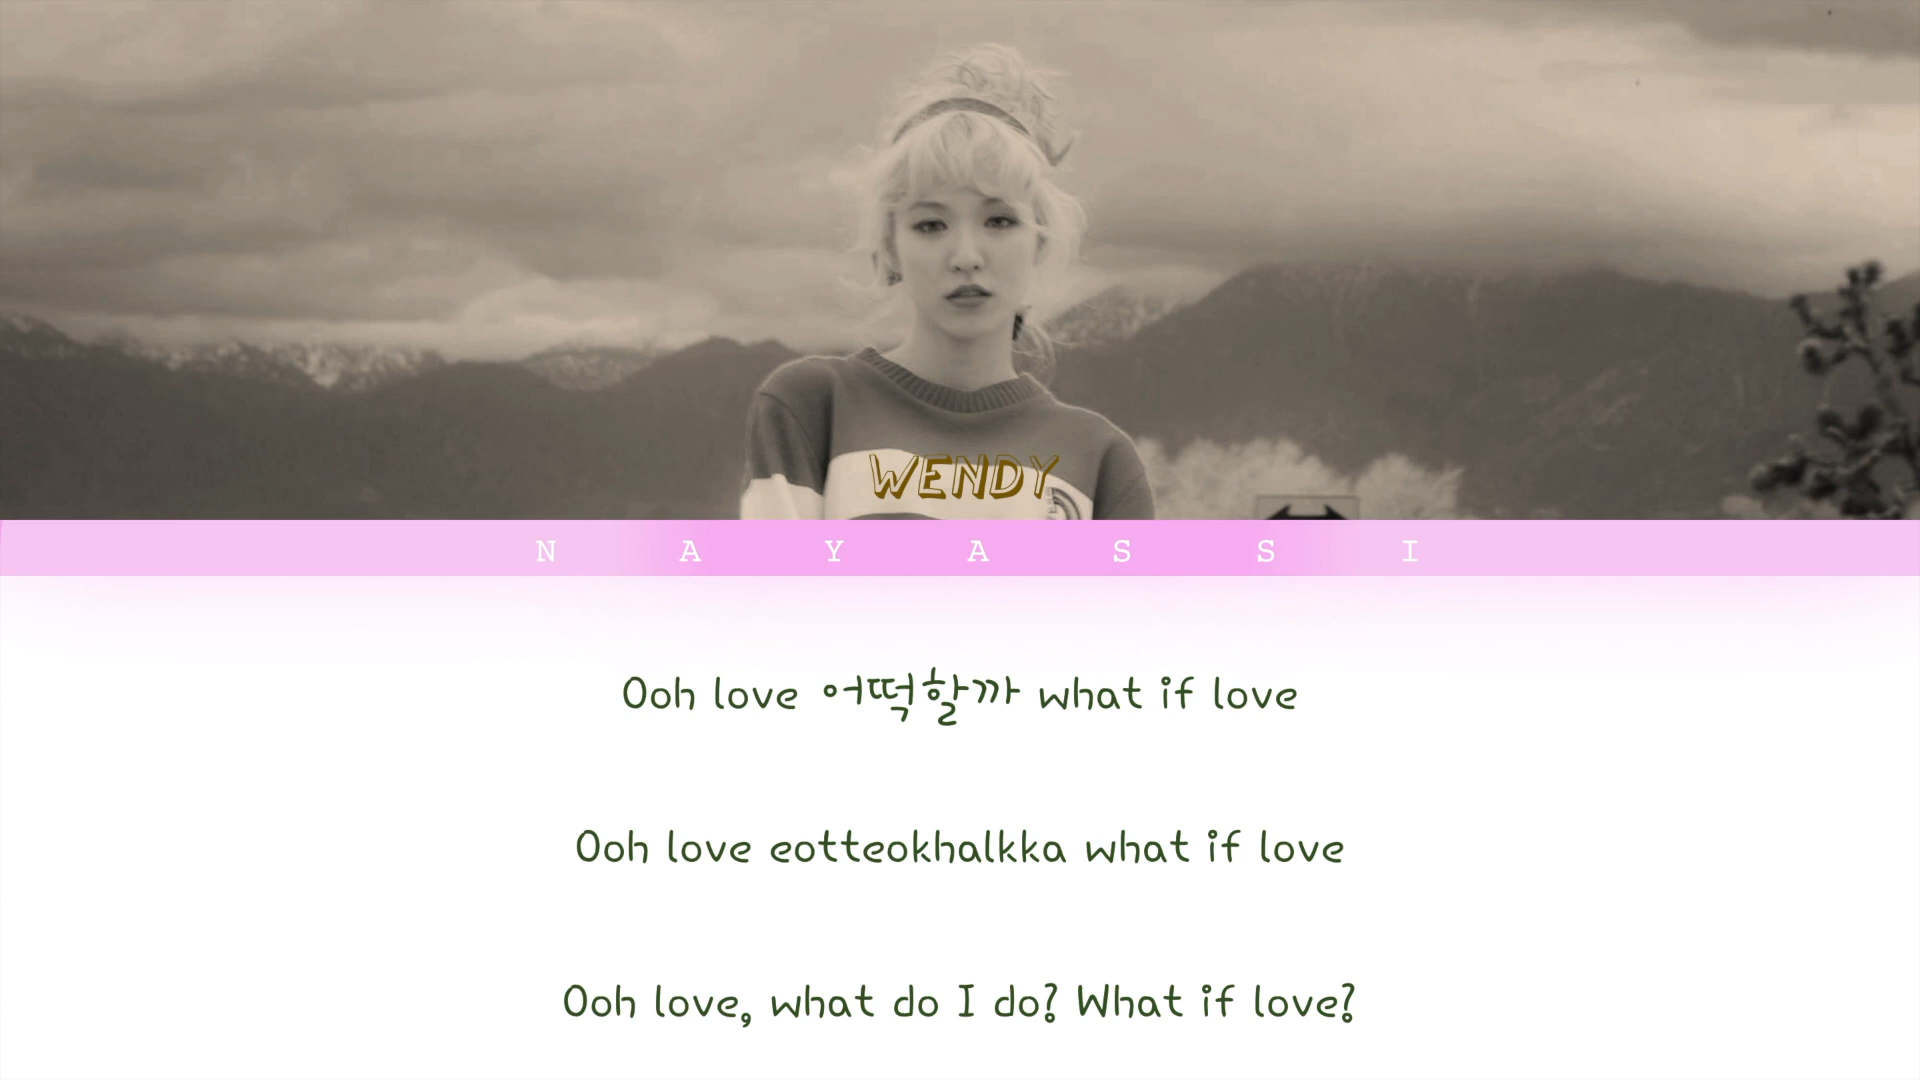 WENDY
N A Y A S S I
Ooh love 어떡할까 what if love
Ooh love eotteokhalkka what if love
Ooh love, what do I do? What if love?